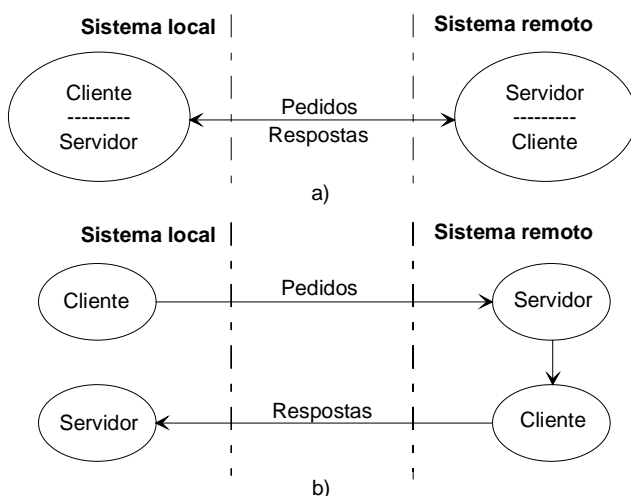 Sistema local Sistema remoto
Cliente
---------
Servidor
Pedidos
Respostas
Servidor
---------
Cliente
a)
Sistema local Sistema remoto
Cliente
Pedidos
Servidor
Servidor
Respostas
Cliente
b)